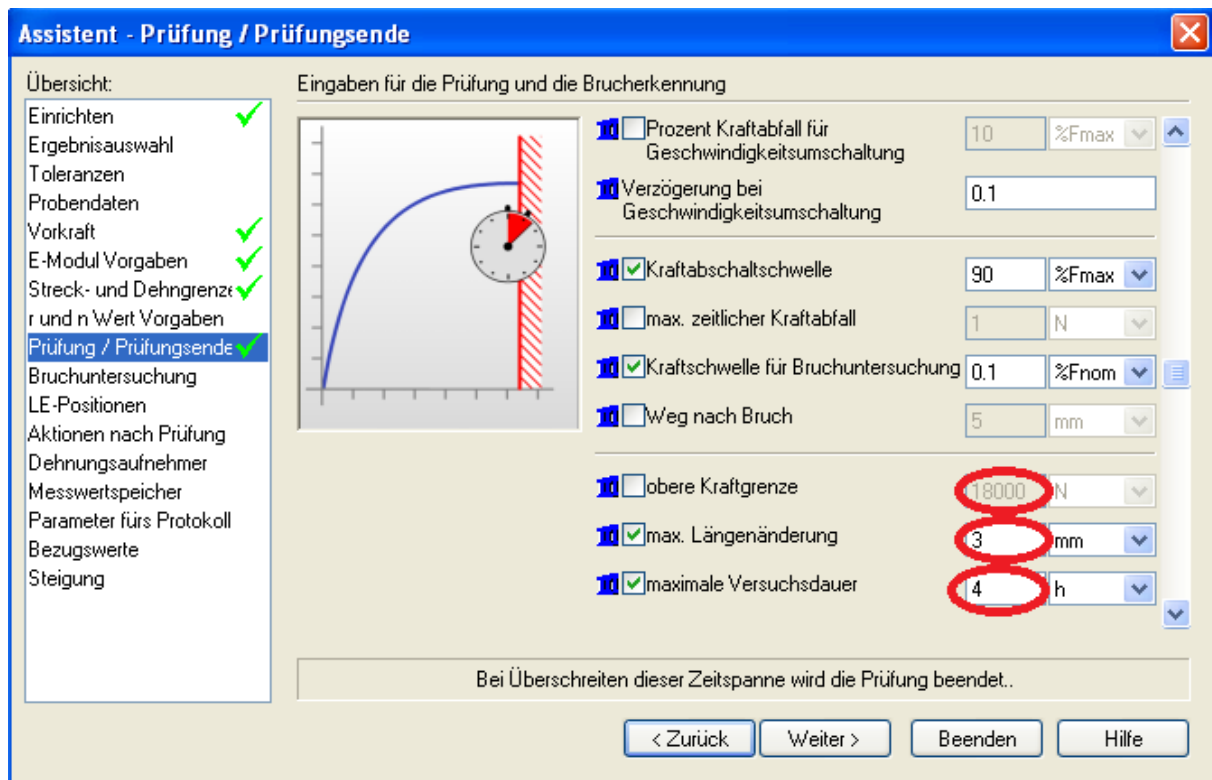 Assistent - Prüfung / Prüfungsende
Übersicht:
Einrichten
Ergebnisauswahl
Toleranzen
Probendaten
Vorkraft
E-Modul Vorgaben
Streck- und Dehngrenze
r und n Wert Vorgaben
Prüfung / Prüfungsende
Bruchuntersuchung
LE-Positionen
Aktionen nach Prüfung
Dehnungsaufnehmer
Messwertspeicher
Parameter fürs Protokoll
Bezugswerte
Steigung
Eingaben für die Prüfung und die Brucherkennung
Prozent Kraftabfall für
Geschwindigkeitsumschaltung
10 %Fmax
Verzögerung bei
Geschwindigkeitsumschaltung
0.1
Kraftabschaltschwelle 90 %Fmax
max. zeitlicher Kraftabfall 1 N
Kraftschwelle für Bruchuntersuchung 0.1 %Fnom
Weg nach Bruch 5 mm
obere Kraftgrenze 18000 N
max. Längenänderung 3 mm
maximale Versuchsdauer 4 h
Bei Überschreiten dieser Zeitspanne wird die Prüfung beendet..
< Zurück Weiter > Beenden Hilfe